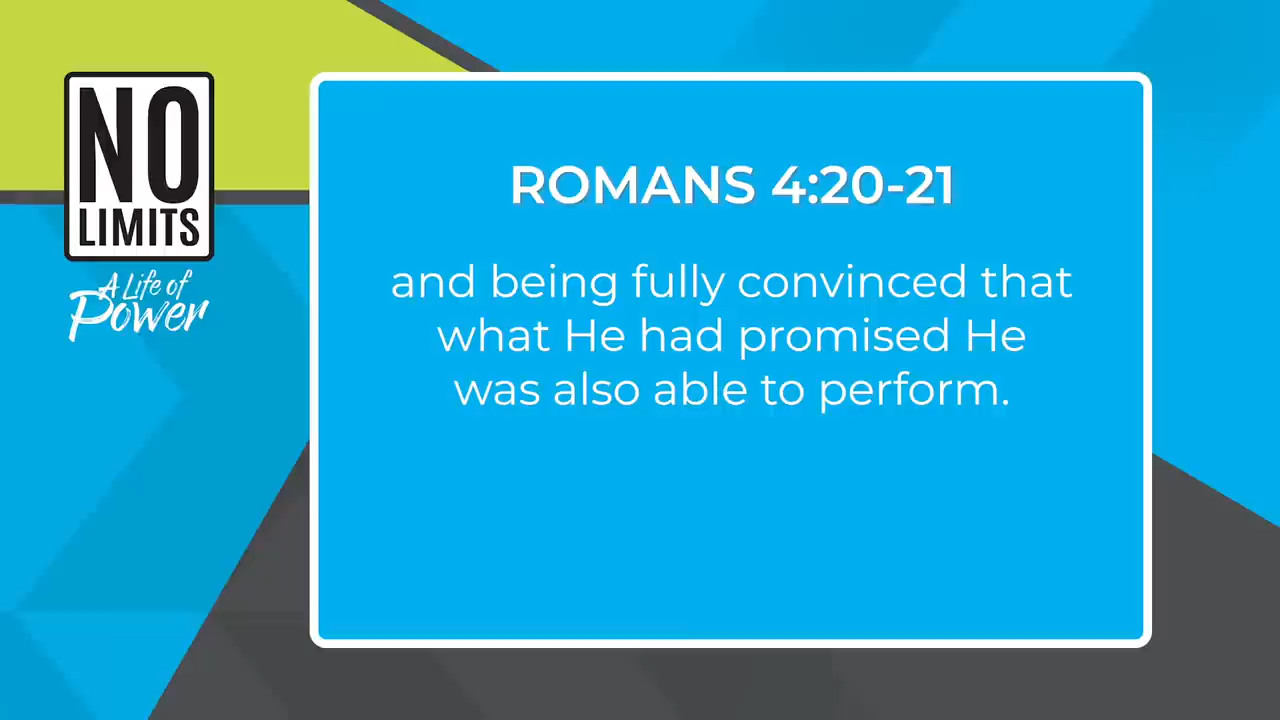 NO
LIMITS
A Life of
Power
ROMANS 4:20-21
and being fully convinced that
what He had promised He
was also able to perform.